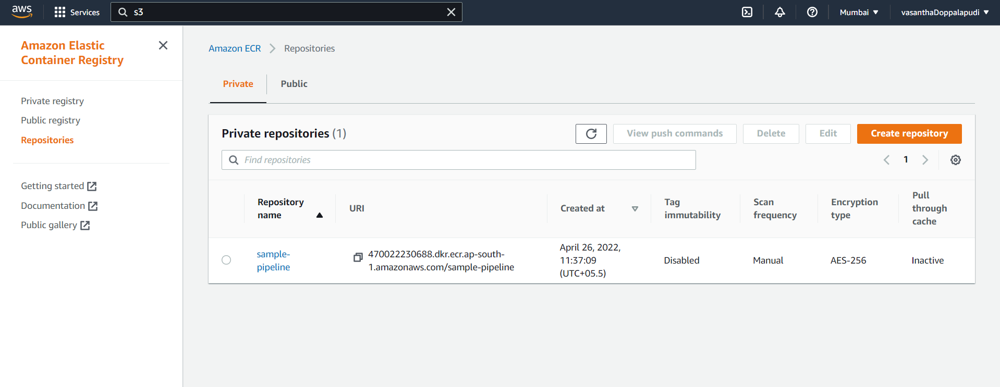 aws
Services
s3
Mumbai
vasanthaDoppalapudi
Amazon Elastic
Container Registry
Private registry
Public registry
Repositories
Getting started
Documentation
Public gallery
Amazon ECR
Repositories
Private
Public
Private repositories (1)
View push commands
Delete
Edit
Create repository
Find repositories
1
Repository
name
URI
Created at
Tag
immutability
Scan
frequency
Encryption
type
Pull
through
cache
sample-
pipeline
470022230688.dkr.ecr.ap-south-
1.amazonaws.com/sample-pipeline
April 26, 2022,
11:37:09
(UTC+05.5)
Disabled
Manual
AES-256
Inactive